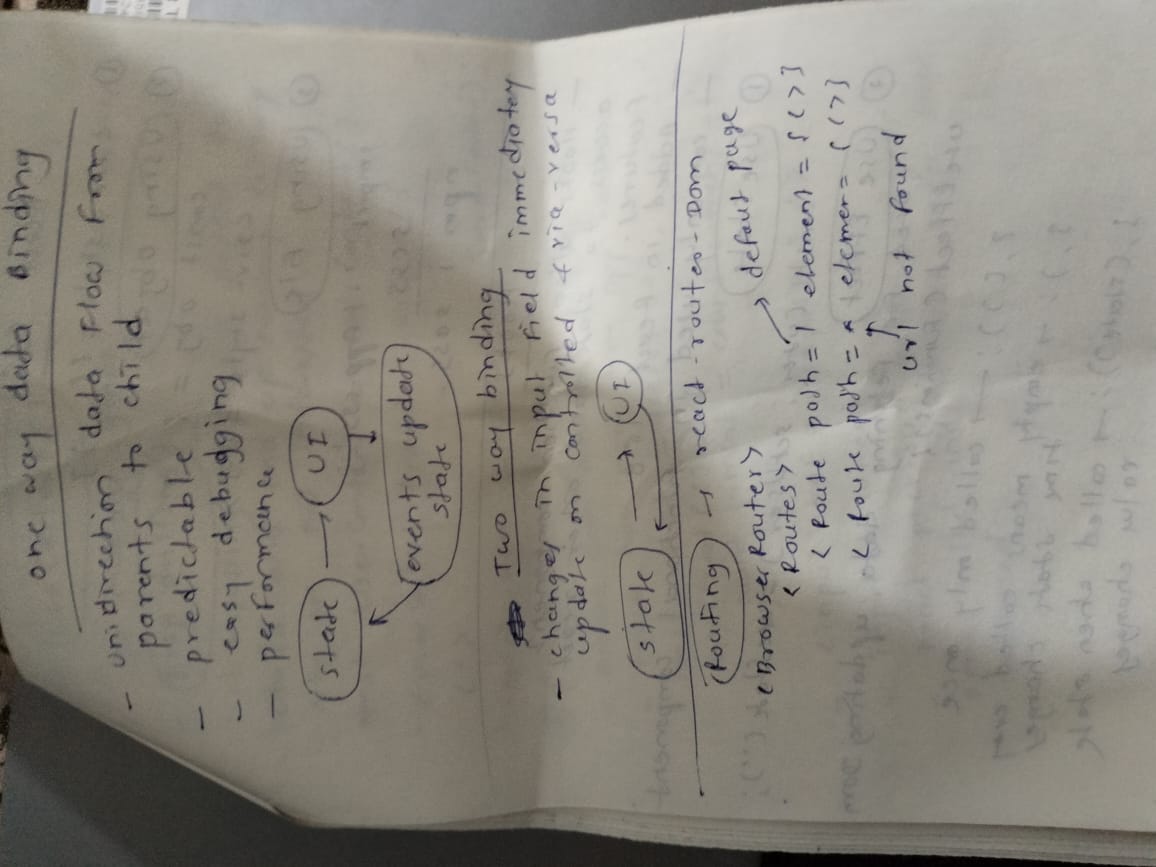 one way data Binding
- unidirection data flow from
parents to child
- predictable
- easy debugging
- performance
state → UI
events update
state
Two way binding
- changes in input field immediatey
update on controlled & via-versa
state → UI
Routing → react-router-Dom
<BrowserRouter> default page
<Routes>
< Route path = / element = {< >}
< Route path = * elemen = { < >}
url not found